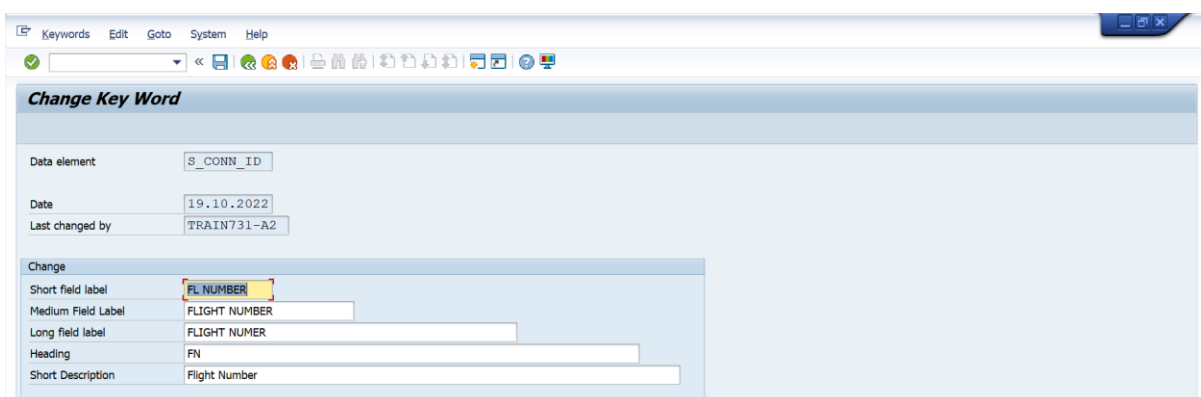 Keywords Edit Goto System Help
Change Key Word
Data element S_CONN_ID
Date 19.10.2022
Last changed by TRAIN731-A2
Change
Short field label FL NUMBER
Medium Field Label FLIGHT NUMBER
Long field label FLIGHT NUMER
Heading FN
Short Description Flight Number